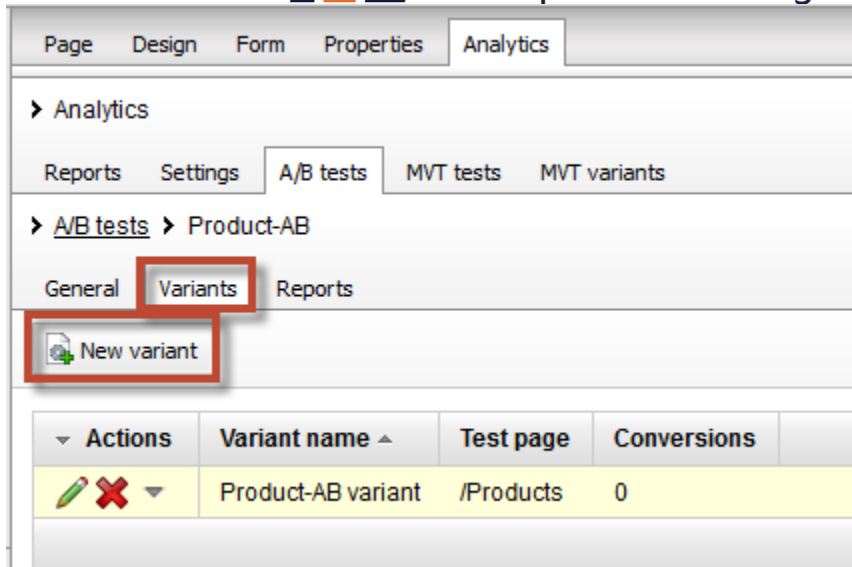 Page Design Form Properties Analytics
Analytics
Reports Settings A/B tests MVT tests MVT variants
A/B tests > Product-AB
General Variants Reports
New variant
Actions Variant name Test page Conversions
Product-AB variant /Products 0